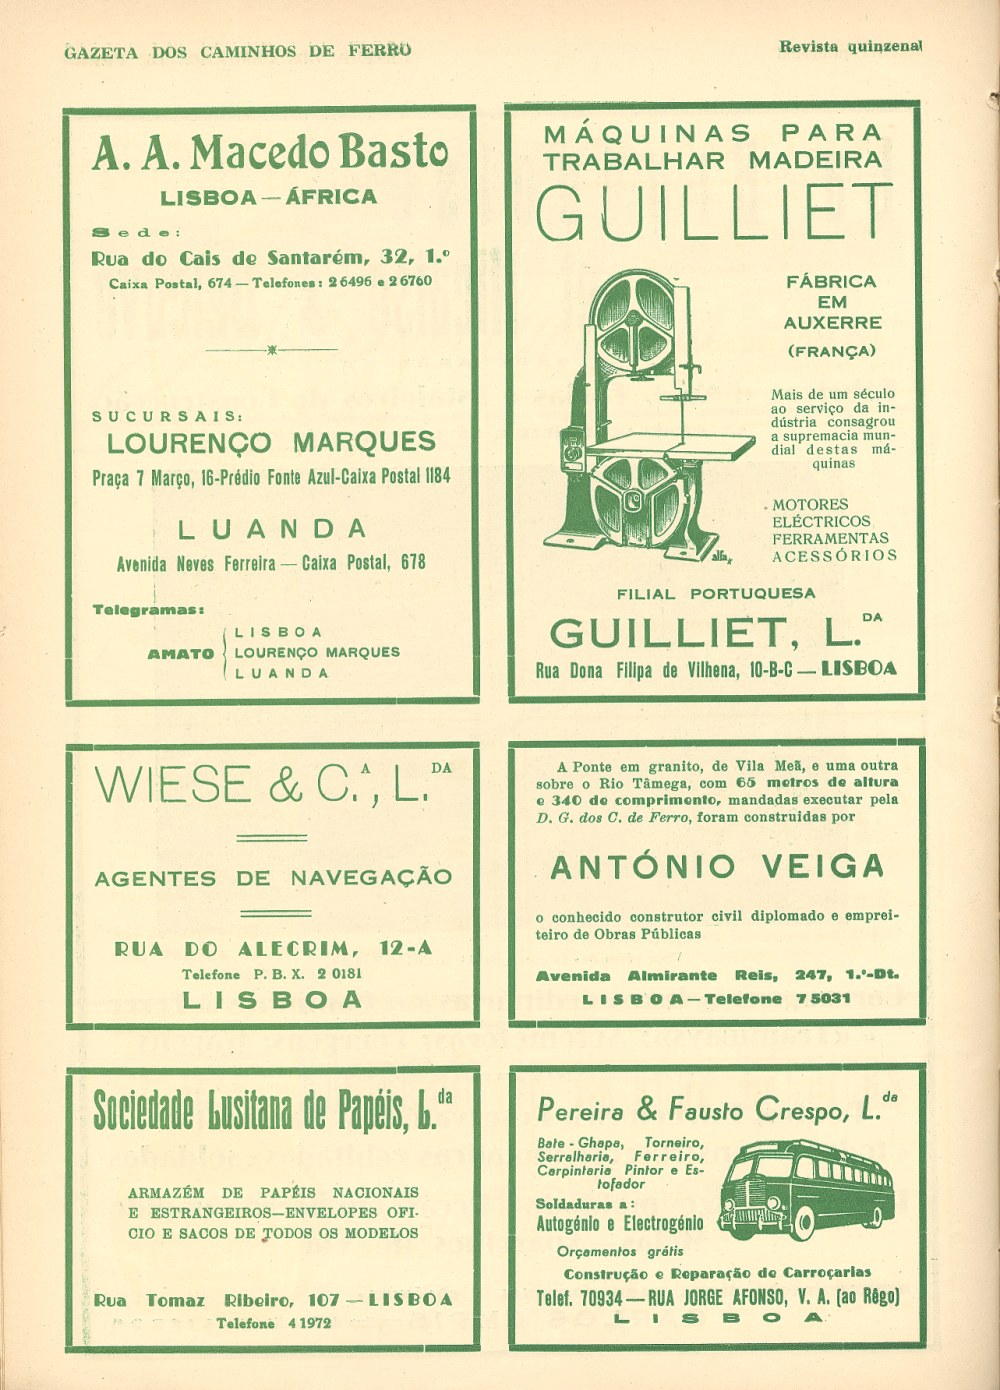 GAZETA DOS CAMINHOS DE FERRO
Revista quinzenal
A. A. Macedo Basto
LISBOA — ÁFRICA
Sede:
Rua do Cais de Santarém, 32, 1.º
Caixa Postal, 674 — Telefones: 2 6496 e 2 6760
SUCURSAIS:
LOURENÇO MARQUES
Praça 7 Março, 16-Prédio Fonte Azul-Caixa Postal 1184
LUANDA
Avenida Neves Ferreira — Caixa Postal, 678
Telegramas:
LISBOA
AMATO LOURENÇO MARQUES
LUANDA
MÁQUINAS PARA
TRABALHAR MADEIRA
GUILLIET
FÁBRICA
EM
AUXERRE
(FRANÇA)
Mais de um século
ao serviço da in-
dústria consagrou
a supremacia mun-
dial destas má-
quinas
MOTORES
ELÉCTRICOS
FERRAMENTAS
ACESSÓRIOS
alfa
FILIAL PORTUGUESA
GUILLIET, L.DA
Rua Dona Filipa de Vilhena, 10-B-C — LISBOA
WIESE & C.A, L.DA
AGENTES DE NAVEGAÇÃO
RUA DO ALECRIM, 12-A
Telefone P. B. X. 2 0181
LISBOA
A Ponte em granito, de Vila Meã, e uma outra
sobre o Rio Tâmega, com 65 metros de altura
e 340 de comprimento, mandadas executar pela
D. G. dos C. de Ferro, foram construidas por
ANTÓNIO VEIGA
o conhecido construtor civil diplomado e emprei-
teiro de Obras Públicas
Avenida Almirante Reis, 247, 1.º-Dt.
LISBOA — Telefone 7 5031
Sociedade Lusitana de Papéis, L.da
ARMAZÉM DE PAPÉIS NACIONAIS
E ESTRANGEIROS—ENVELOPES OFI-
CIO E SACOS DE TODOS OS MODELOS
Rua Tomaz Ribeiro, 107 — LISBOA
Telefone 4 1972
Pereira & Fausto Crespo, L.da
Bate - Chapa, Torneiro,
Serralharia, Ferreiro,
Carpintaria Pintor e Es-
tofador
Soldaduras a:
Autogénio e Electrogénio
Orçamentos grátis
Construção e Reparação de Carroçarias
Telef. 70934 — RUA JORGE AFONSO, V. A. (ao Rêgo)
LISBOA